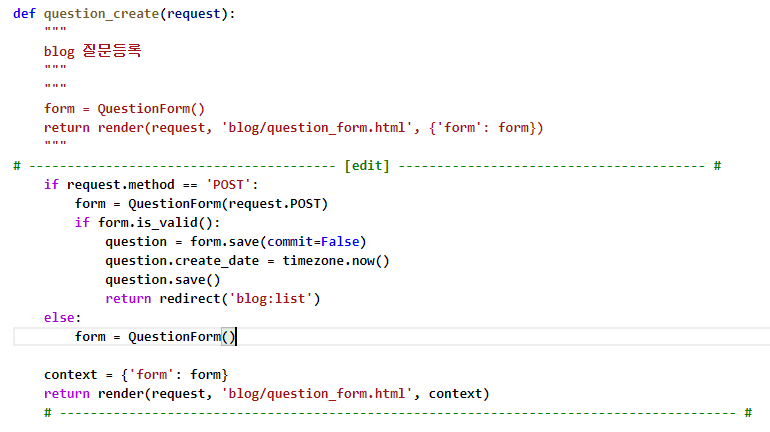 def question_create(request):
    """
    blog 질문등록
    """
    """
    form = QuestionForm()
    return render(request, 'blog/question_form.html', {'form': form})
    """
# ---------------------------------------- [edit] ---------------------------------------- #
    if request.method == 'POST':
        form = QuestionForm(request.POST)
        if form.is_valid():
            question = form.save(commit=False)
            question.create_date = timezone.now()
            question.save()
            return redirect('blog:list')
    else:
        form = QuestionForm()
    context = {'form': form}
    return render(request, 'blog/question_form.html', context)
    # ---------------------------------------------------------------------------------------- #